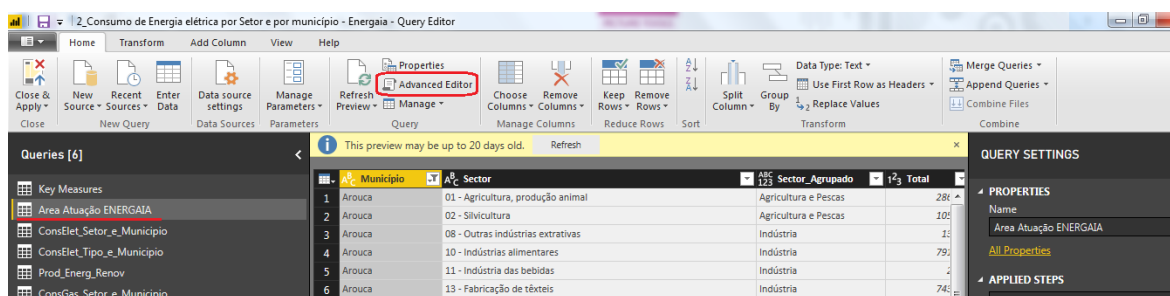 2_Consumo de Energia elétrica por Setor e por município - Energaia - Query Editor
Home Transform Add Column View Help
Close & Apply
New Source
Recent Sources
Enter Data
Data source settings
Manage Parameters
Refresh Preview
Properties
Advanced Editor
Manage
Choose Columns
Remove Columns
Keep Rows
Remove Rows
Split Column
Group By
Data Type: Text
Use First Row as Headers
Replace Values
Merge Queries
Append Queries
Combine Files
Close New Query Data Sources Parameters Query Manage Columns Reduce Rows Sort Transform Combine
Queries [6]
This preview may be up to 20 days old. Refresh
QUERY SETTINGS
Key Measures
Area Atuação ENERGAIA
ConsElet_Setor_e_Municipio
ConsElet_Tipo_e_Municipio
Prod_Energ_Renov
ConsGas_Setor_e_Municipio
Município Sector Sector_Agrupado Total
1 Arouca 01 - Agricultura, produção animal Agricultura e Pescas
2 Arouca 02 - Silvicultura Agricultura e Pescas
3 Arouca 08 - Outras indústrias extrativas Indústria
4 Arouca 10 - Indústrias alimentares Indústria
5 Arouca 11 - Indústria das bebidas Indústria
6 Arouca 13 - Fabricação de têxteis Indústria
PROPERTIES
Name
Area Atuação ENERGAIA
All Properties
APPLIED STEPS